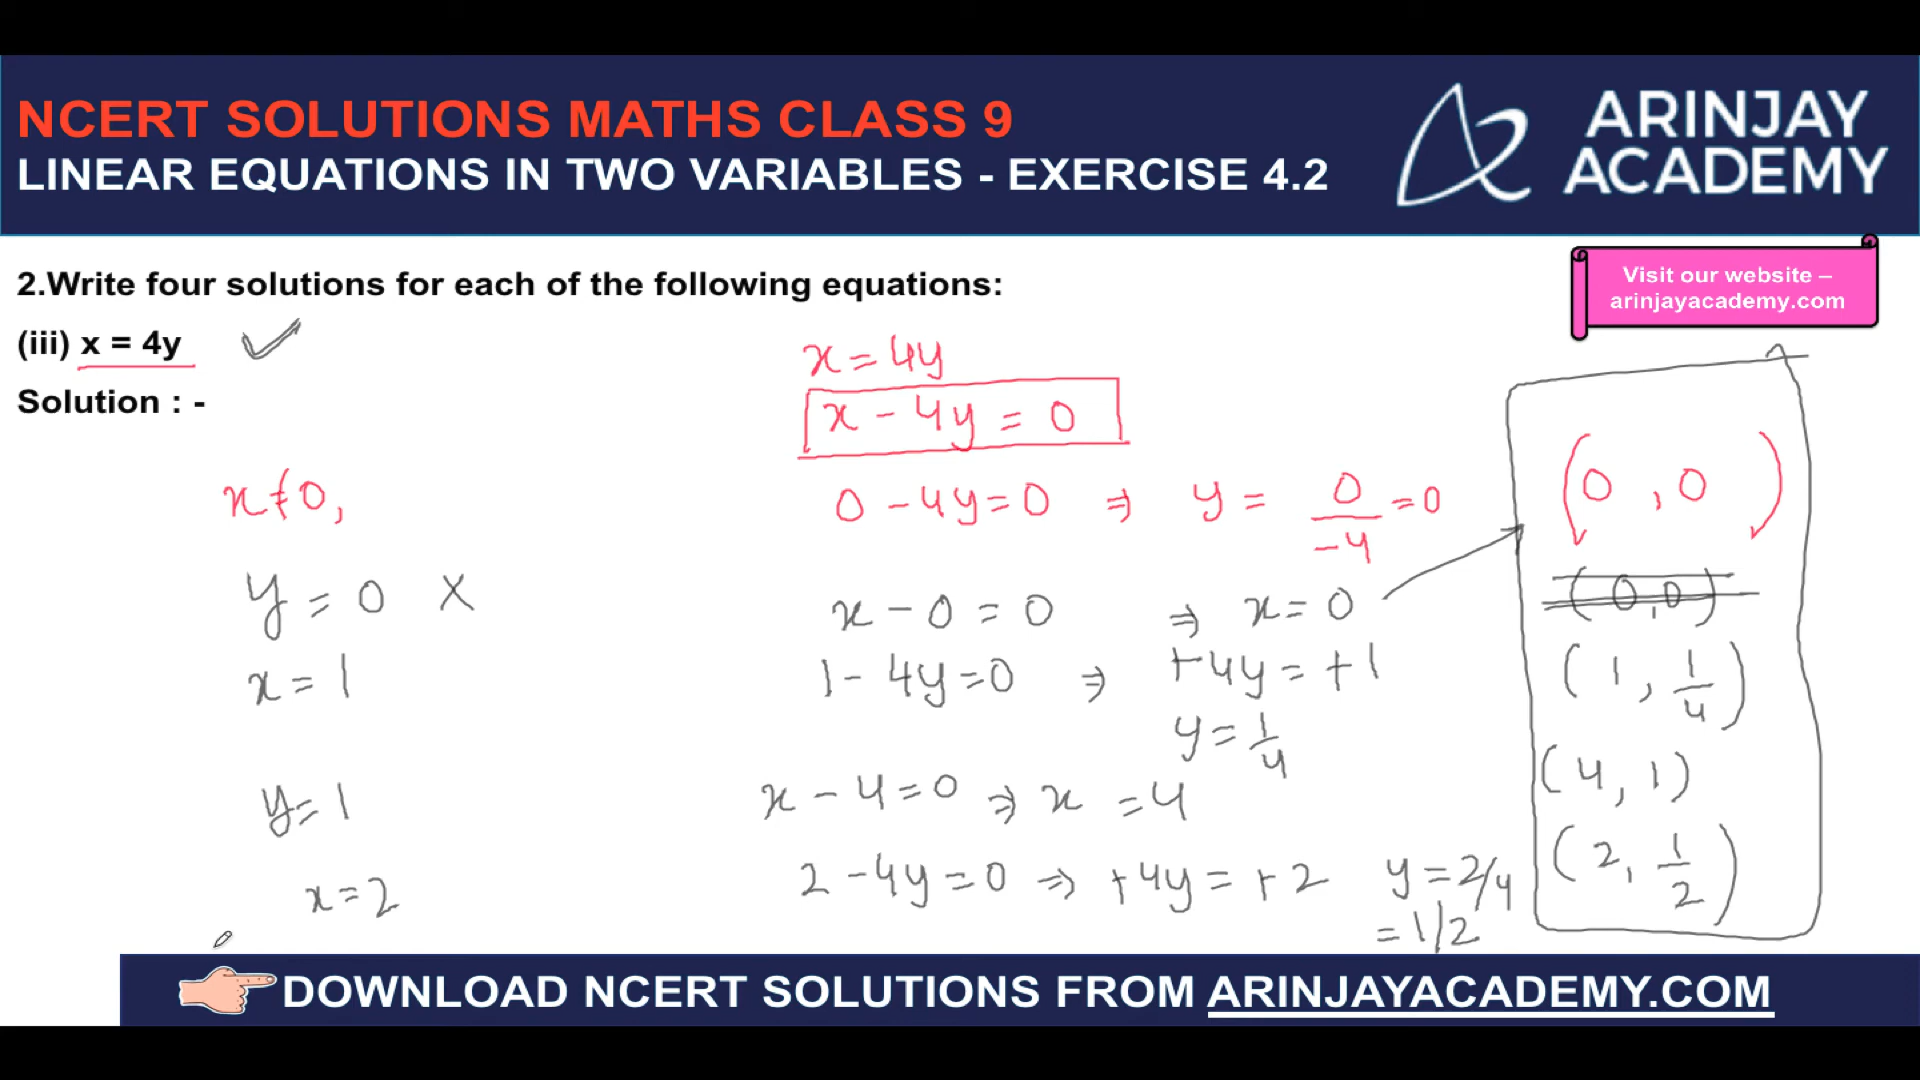 NCERT SOLUTIONS MATHS CLASS 9
LINEAR EQUATIONS IN TWO VARIABLES - EXERCISE 4.2
ARINJAY
ACADEMY
Visit our website –
arinjayacademy.com
2.Write four solutions for each of the following equations:
(iii) x = 4y
Solution : -
x = 4y
x - 4y = 0
x ≠ 0,
0 - 4y = 0 ⇒ y = 0/-4 = 0
(0, 0)
y = 0 X
x - 0 = 0 ⇒ x = 0
(0,0)
x = 1
1 - 4y = 0 ⇒ +4y = +1
y = 1/4
(1, 1/4)
y = 1
x - 4 = 0 ⇒ x = 4
(4, 1)
x = 2
2 - 4y = 0 ⇒ +4y = +2
y = 2/4
= 1/2
(2, 1/2)
DOWNLOAD NCERT SOLUTIONS FROM ARINJAYACADEMY.COM